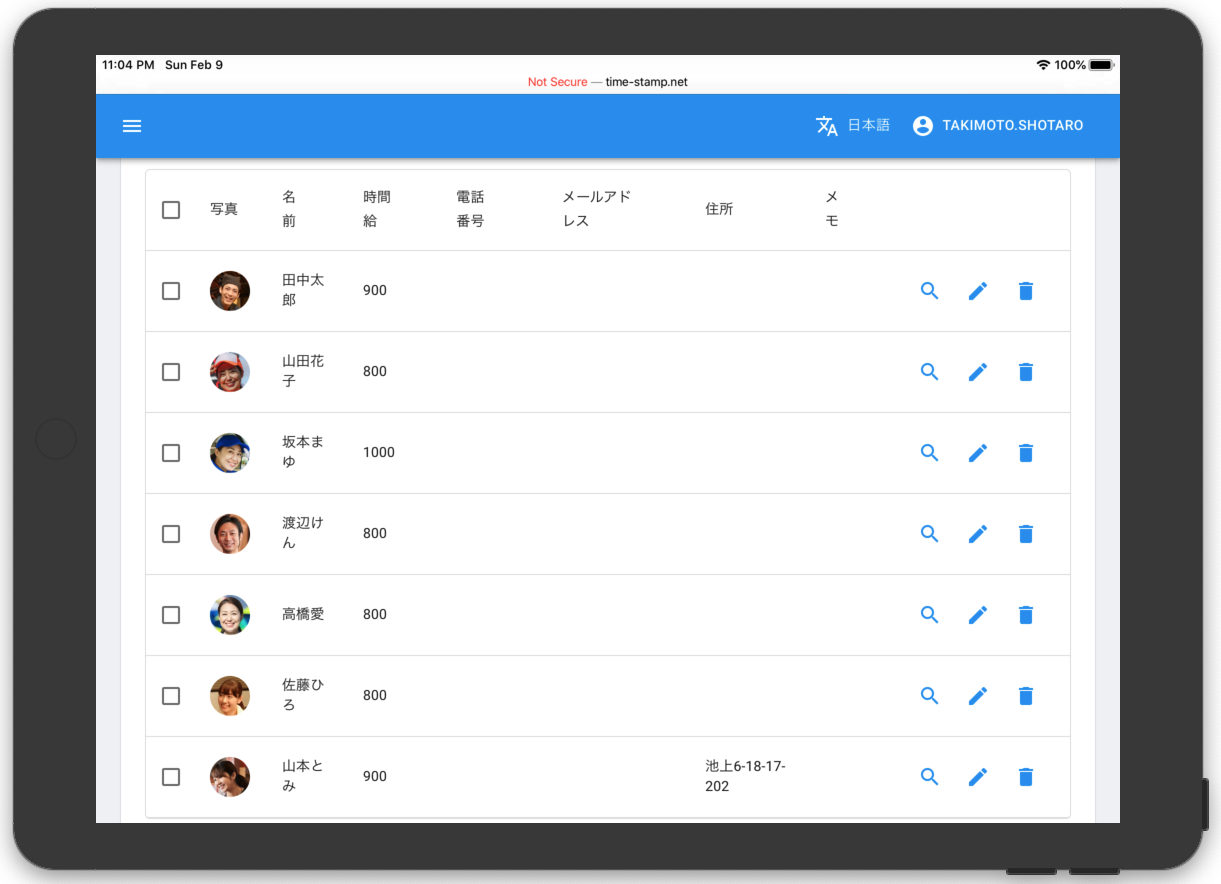 11:04 PM Sun Feb 9
100%
Not Secure — time-stamp.net
日本語
TAKIMOTO.SHOTARO
写真
名
前
時間
給
電話
番号
メールアド
レス
住所
メ
モ
田中太
郎
900
山田花
子
800
坂本ま
ゆ
1000
渡辺け
ん
800
高橋愛
800
佐藤ひ
ろ
800
山本と
み
900
池上6-18-17-
202